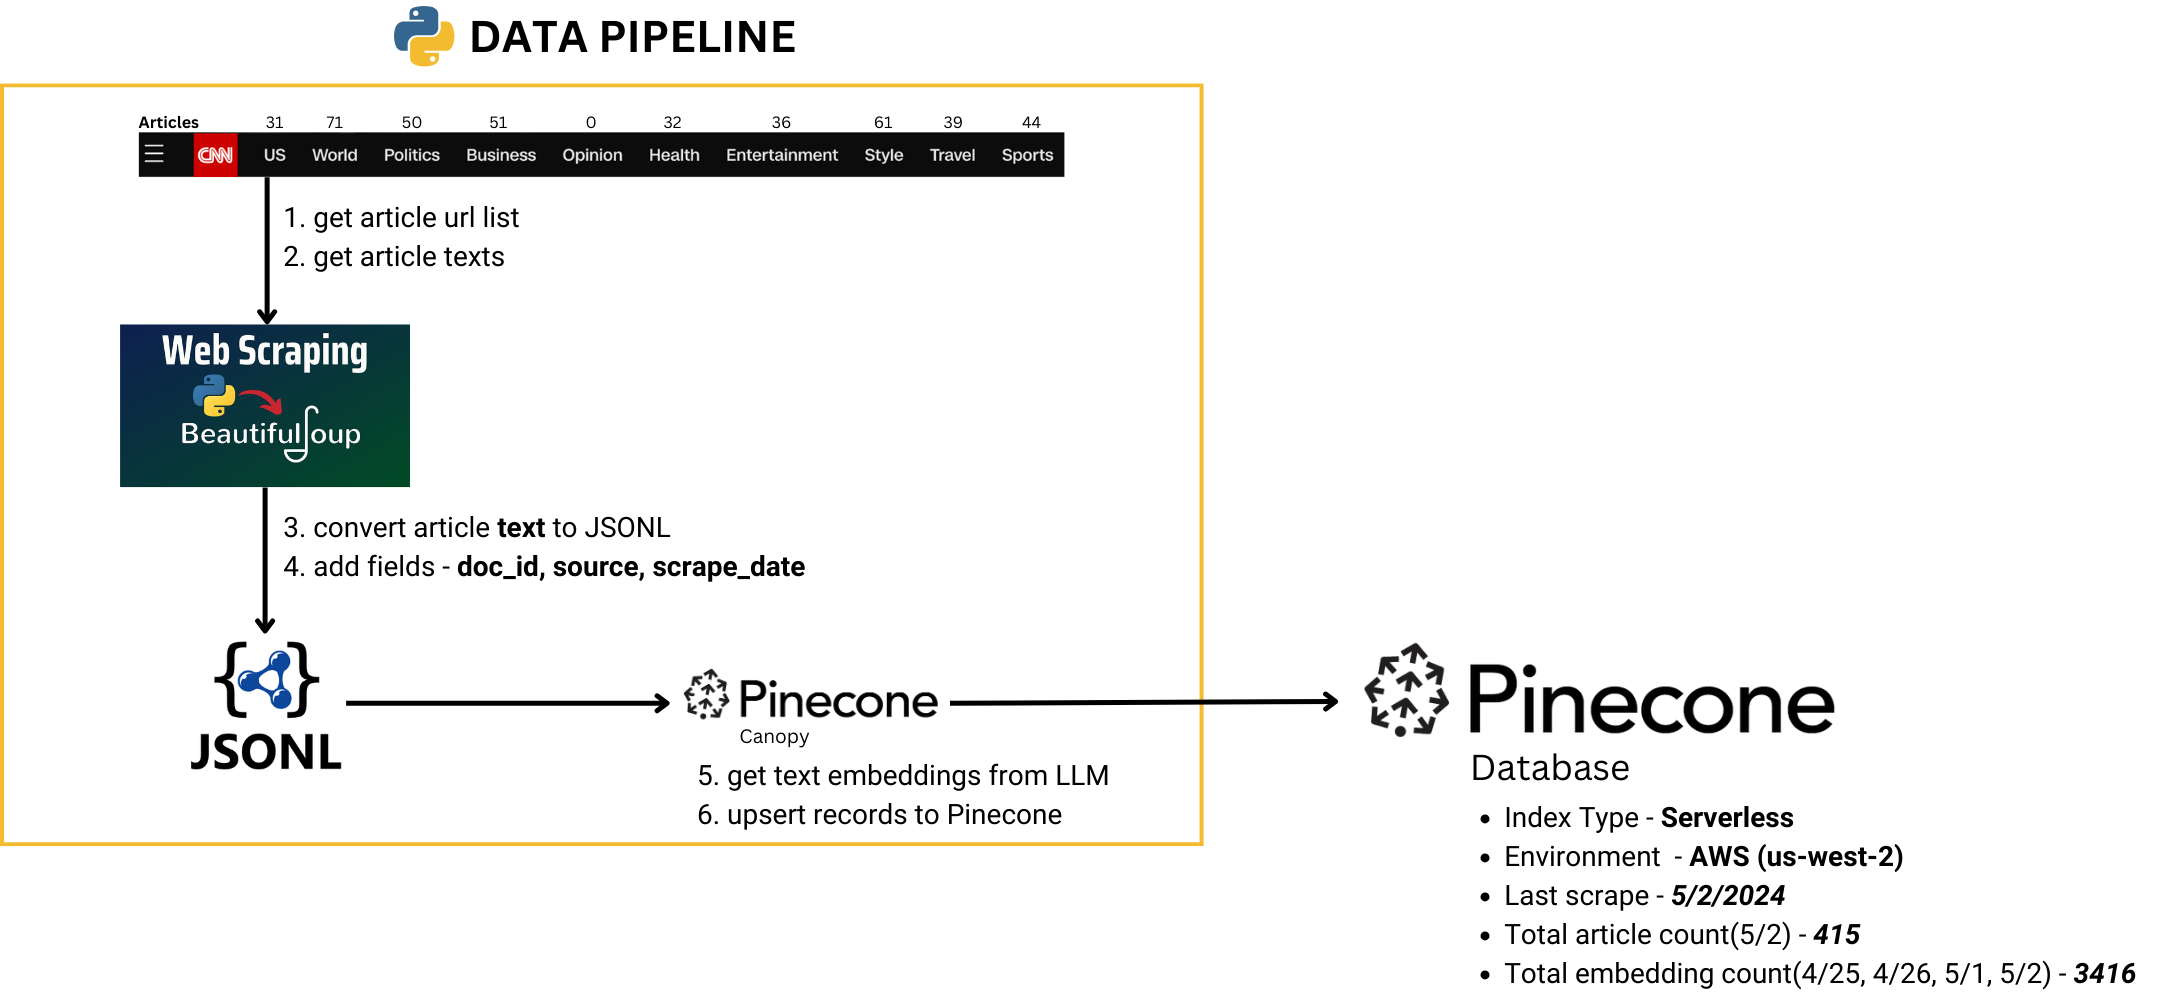 DATA PIPELINE
Articles 31 71 50 51 0 32 36 61 39 44
CNN US World Politics Business Opinion Health Entertainment Style Travel Sports
1. get article url list
2. get article texts
Web Scraping
BeautifulSoup
3. convert article text to JSONL
4. add fields - doc_id, source, scrape_date
{ }
JSONL
Pinecone
Canopy
5. get text embeddings from LLM
6. upsert records to Pinecone
Pinecone
Database
• Index Type - Serverless
• Environment - AWS (us-west-2)
• Last scrape - 5/2/2024
• Total article count(5/2) - 415
• Total embedding count(4/25, 4/26, 5/1, 5/2) - 3416